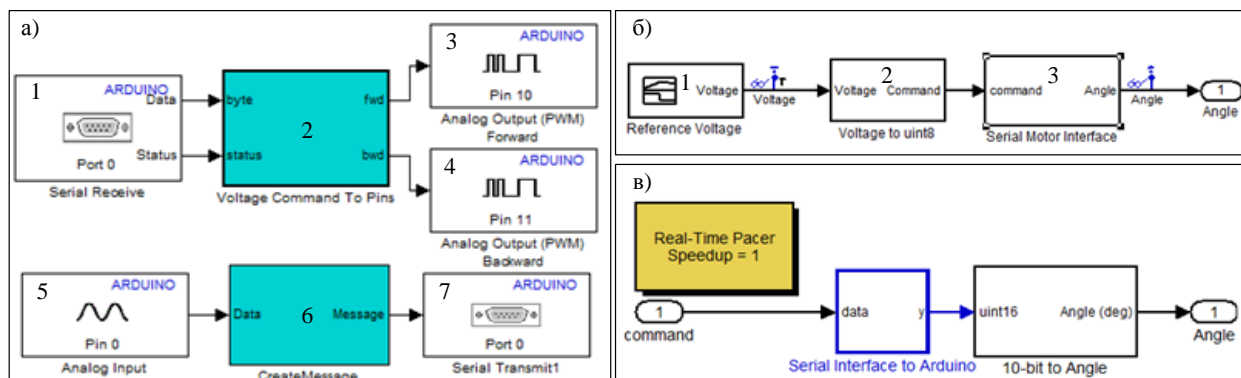 а)
1
ARDUINO
Data
Status
Port 0
Serial Receive
byte
status
2
fwd
bwd
Voltage Command To Pins
3
ARDUINO
Pin 10
Analog Output (PWM)
Forward
4
ARDUINO
Pin 11
Analog Output (PWM)
Backward
5
ARDUINO
Pin 0
Analog Input
Data
6
Message
CreateMessage
7
ARDUINO
Port 0
Serial Transmit1
б)
1
Voltage
Reference Voltage
Voltage
2
Voltage
Command
Voltage to uint8
3
command
Angle
Serial Motor Interface
Angle
1
Angle
в)
Real-Time Pacer
Speedup = 1
1
command
data
y
Serial Interface to Arduino
uint16
Angle (deg)
10-bit to Angle
1
Angle